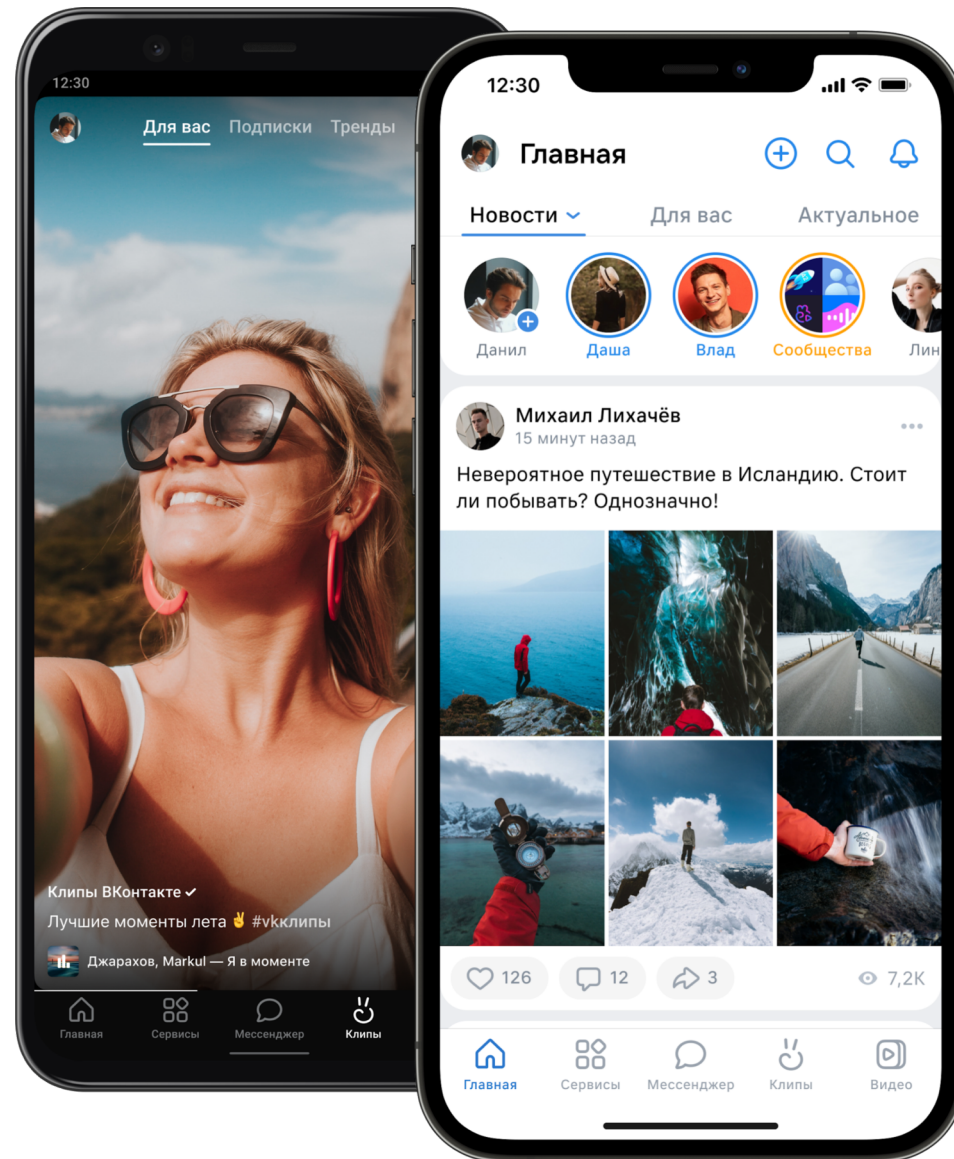 12:30
Для вас Подписки Тренды
Клипы ВКонтакте
Лучшие моменты лета ✌ #vkклипы
Джарахов, Markul — Я в моменте
Главная Сервисы Мессенджер Клипы
12:30
Главная
Новости Для вас Актуальное
Данил Даша Влад Сообщества Лин
Михаил Лихачёв
15 минут назад
Невероятное путешествие в Исландию. Стоит
ли побывать? Однозначно!
126 12 3 7,2K
Главная Сервисы Мессенджер Клипы Видео